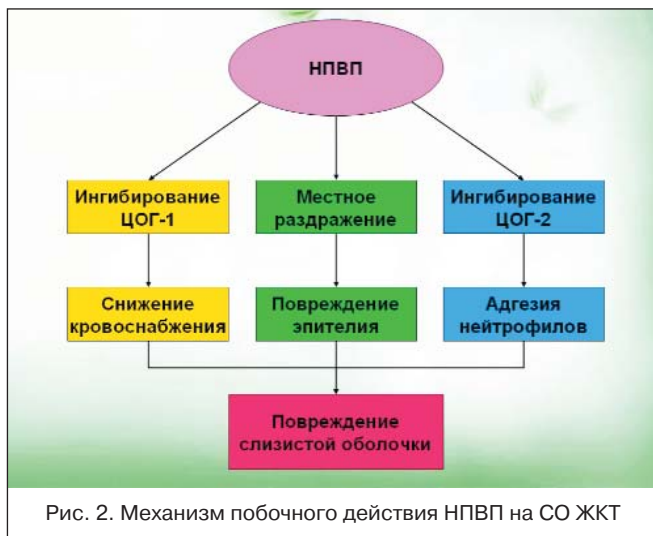 НПВП
Ингибирование
ЦОГ-1
Местное
раздражение
Ингибирование
ЦОГ-2
Снижение
кровоснабжения
Повреждение
эпителия
Адгезия
нейтрофилов
Повреждение
слизистой оболочки
Рис. 2. Механизм побочного действия НПВП на СО ЖКТ